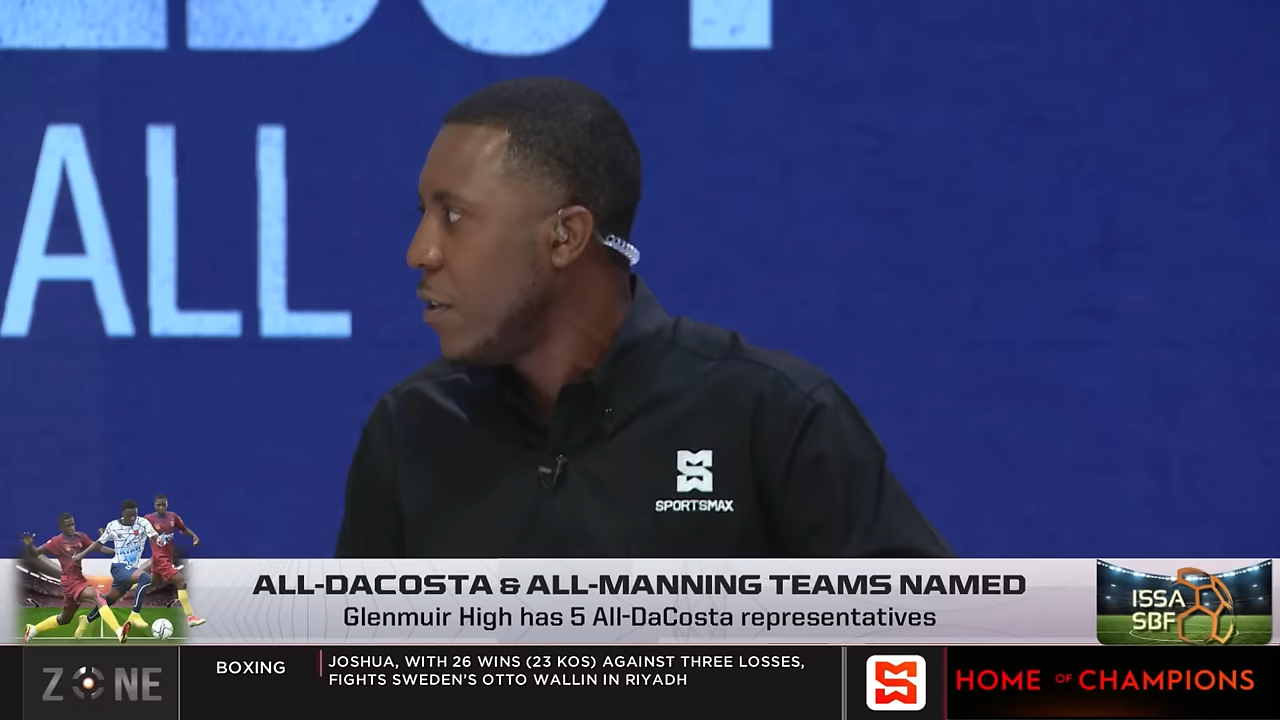 ALL
SPORTSMAX
ALL-DACOSTA & ALL-MANNING TEAMS NAMED
Glenmuir High has 5 All-DaCosta representatives
ISSA
SBF
ZONE
BOXING
JOSHUA, WITH 26 WINS (23 KOS) AGAINST THREE LOSSES,
FIGHTS SWEDEN'S OTTO WALLIN IN RIYADH
HOME OF CHAMPIONS